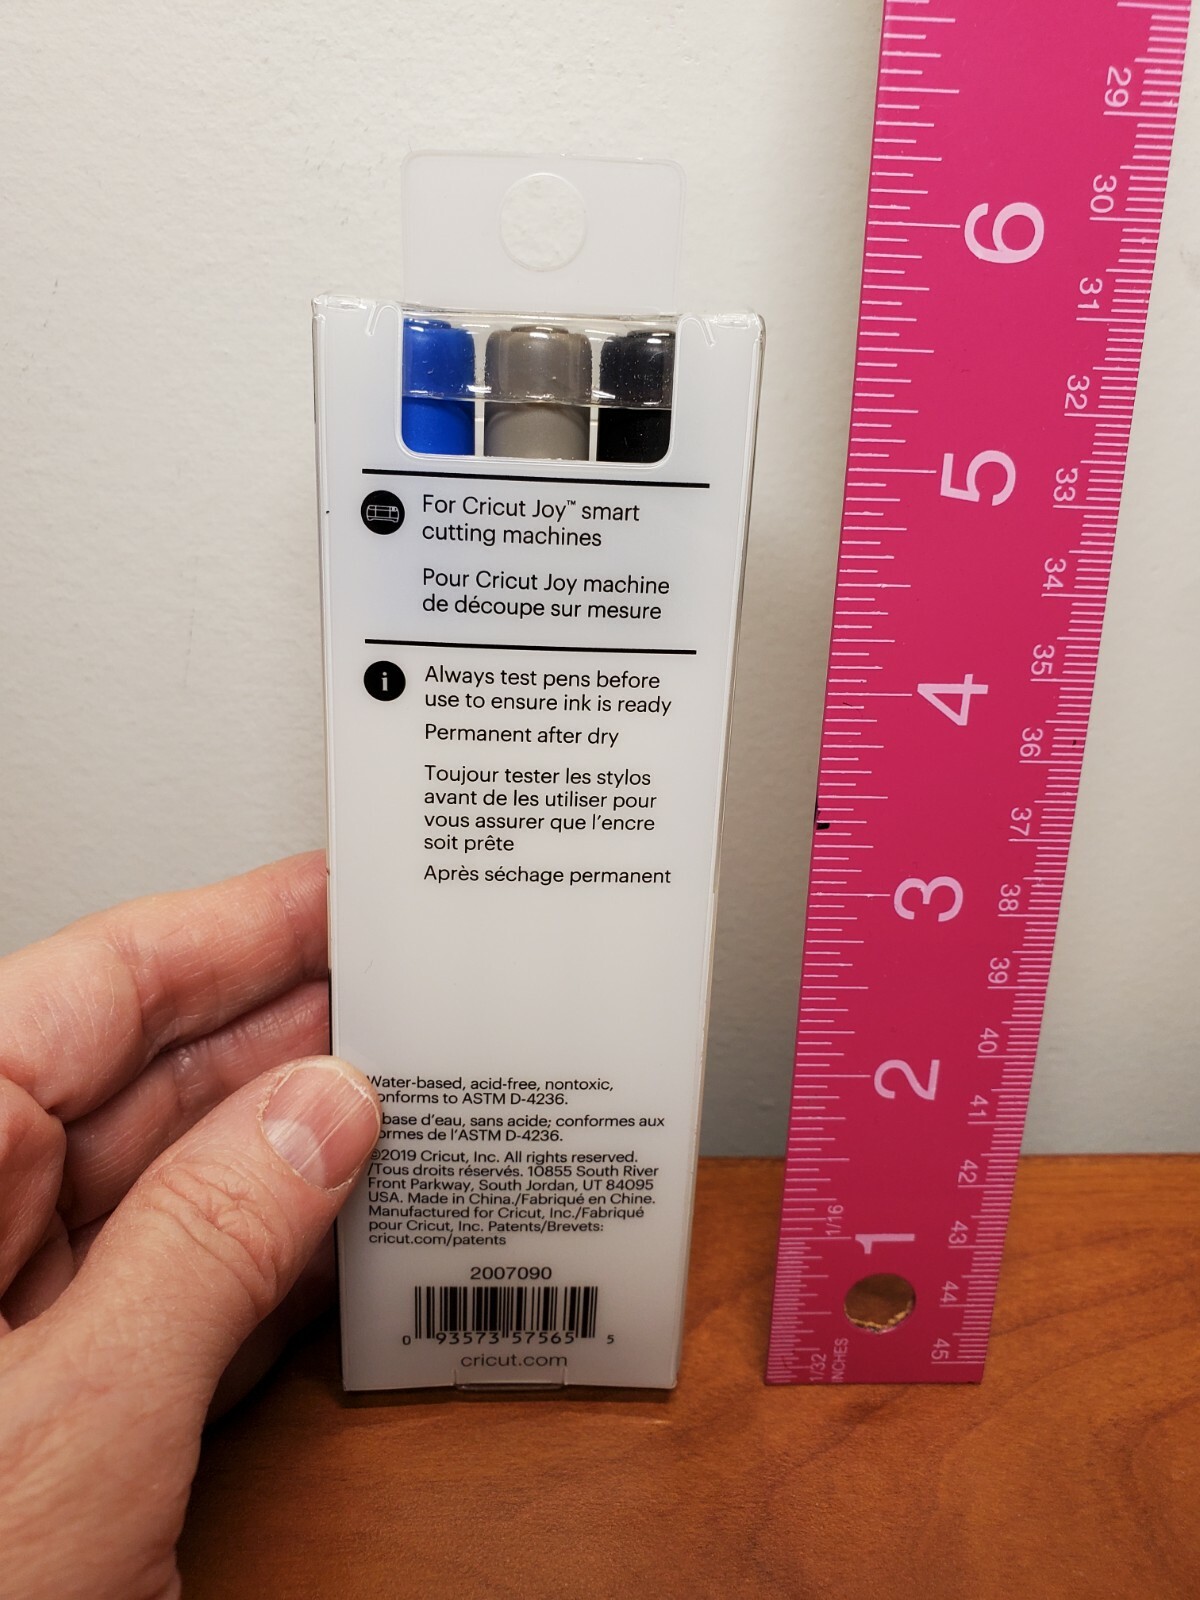 For Cricut Joy™ smart
cutting machines
Pour Cricut Joy machine
de découpe sur mesure
i
Always test pens before
use to ensure ink is ready
Permanent after dry
Toujour tester les stylos
avant de les utiliser pour
vous assurer que l'encre
soit prête
Après séchage permanent
Water-based, acid-free, nontoxic,
onforms to ASTM D-4236.
base d'eau, sans acide; conformes aux
ormes de l'ASTM D-4236.
©2019 Cricut, Inc. All rights reserved.
/Tous droits réservés. 10855 South River
Front Parkway, South Jordan, UT 84095
USA. Made in China./Fabriqué en Chine.
Manufactured for Cricut, Inc./Fabriqué
pour Cricut, Inc. Patents/Brevets:
cricut.com/patents
2007090
0 93573 57565 5
cricut.com
6
5
4
3
2
1
29
30
31
32
33
34
35
36
37
38
39
40
41
42
43
44
45
1/16
1/32
INCHES